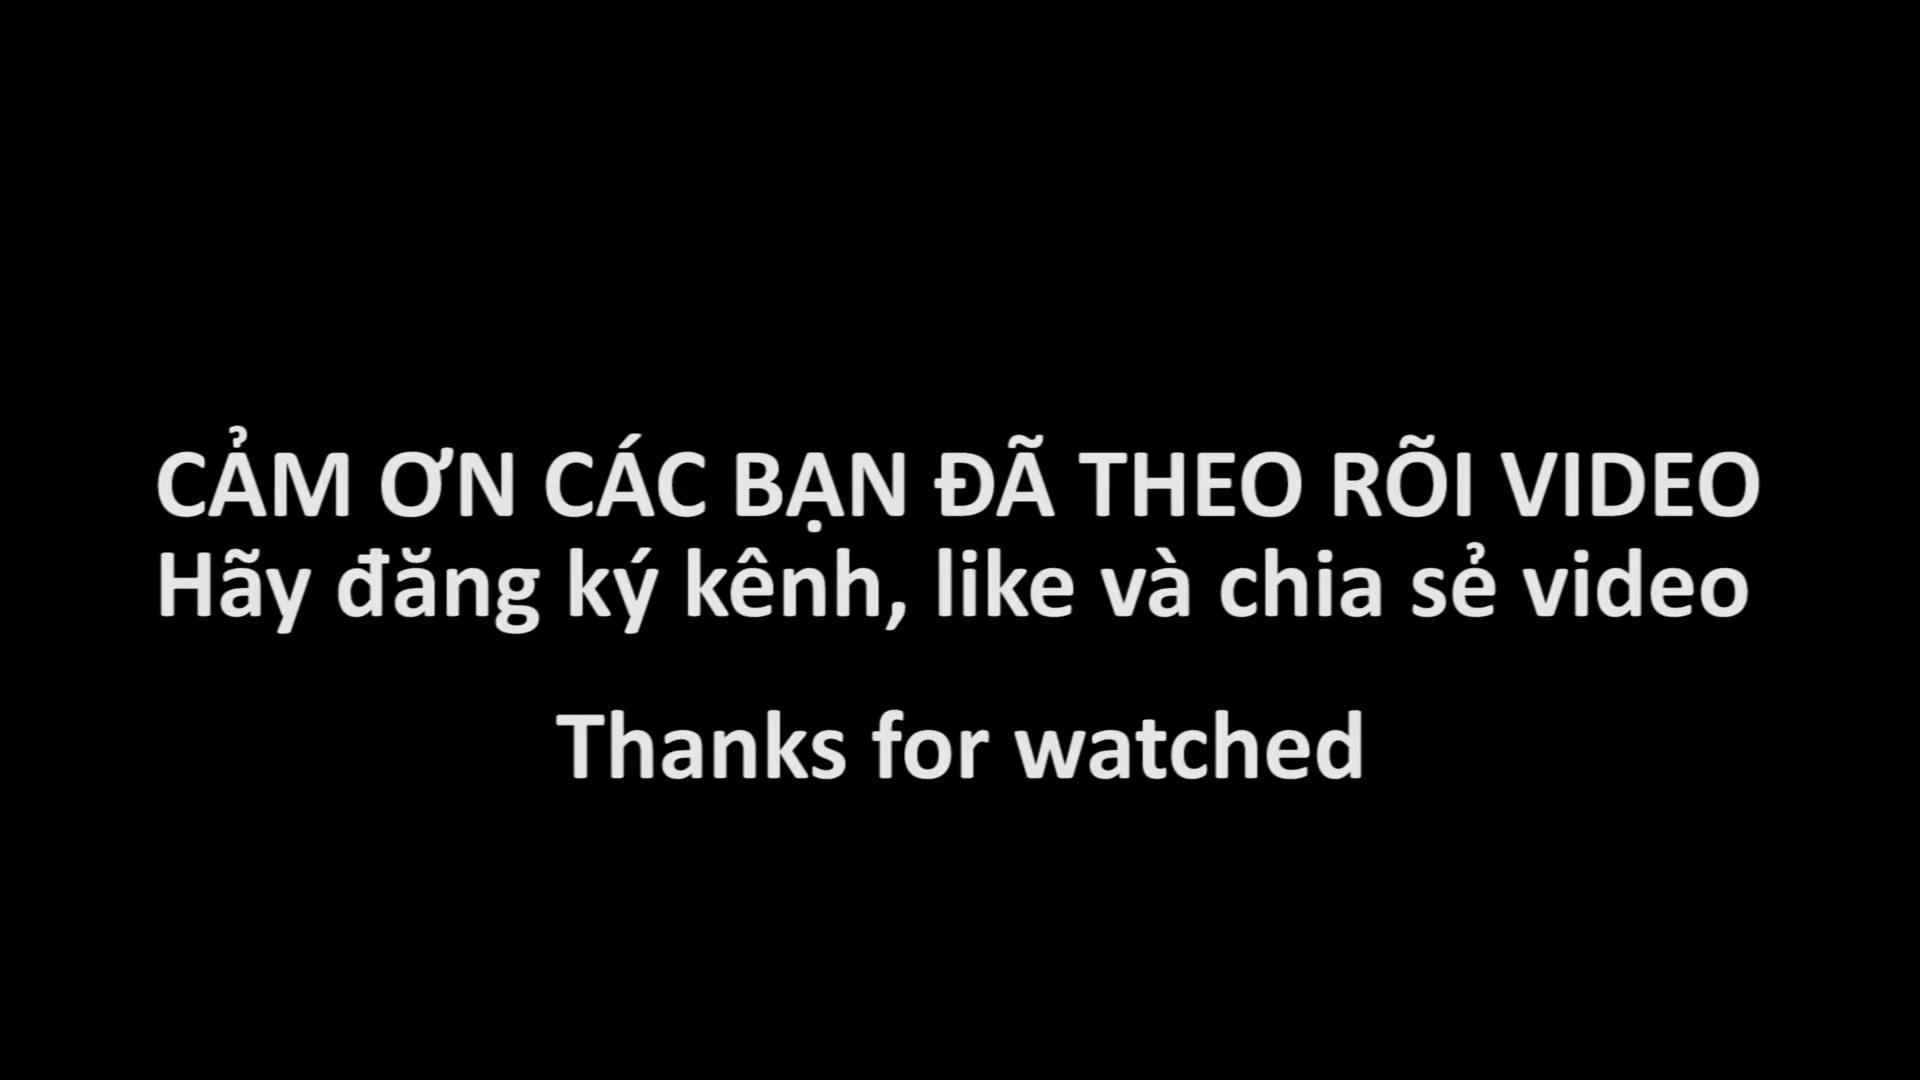 CẢM ƠN CÁC BẠN ĐÃ THEO RÕI VIDEO
Hãy đăng ký kênh, like và chia sẻ video
Thanks for watched